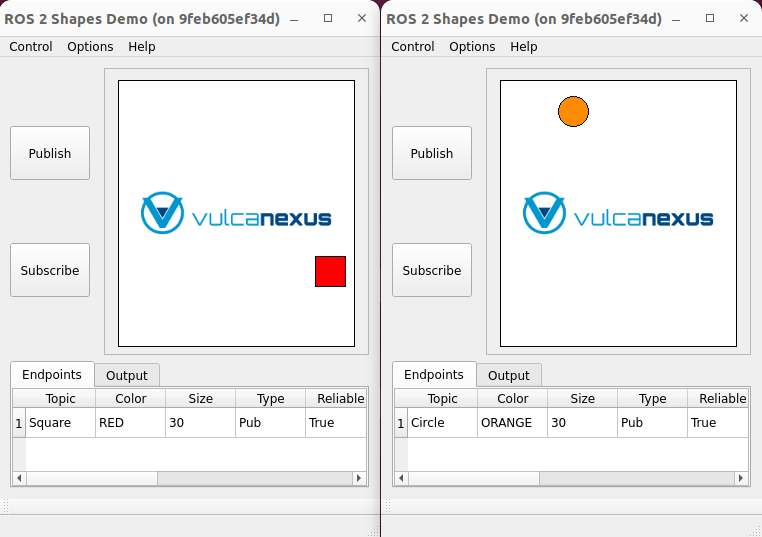 ROS 2 Shapes Demo (on 9feb605ef34d)
Control Options Help
Publish
vulcanexus
Subscribe
Endpoints Output
Topic Color Size Type Reliable
1 Square RED 30 Pub True
ROS 2 Shapes Demo (on 9feb605ef34d)
Control Options Help
Publish
vulcanexus
Subscribe
Endpoints Output
Topic Color Size Type Reliable
1 Circle ORANGE 30 Pub True